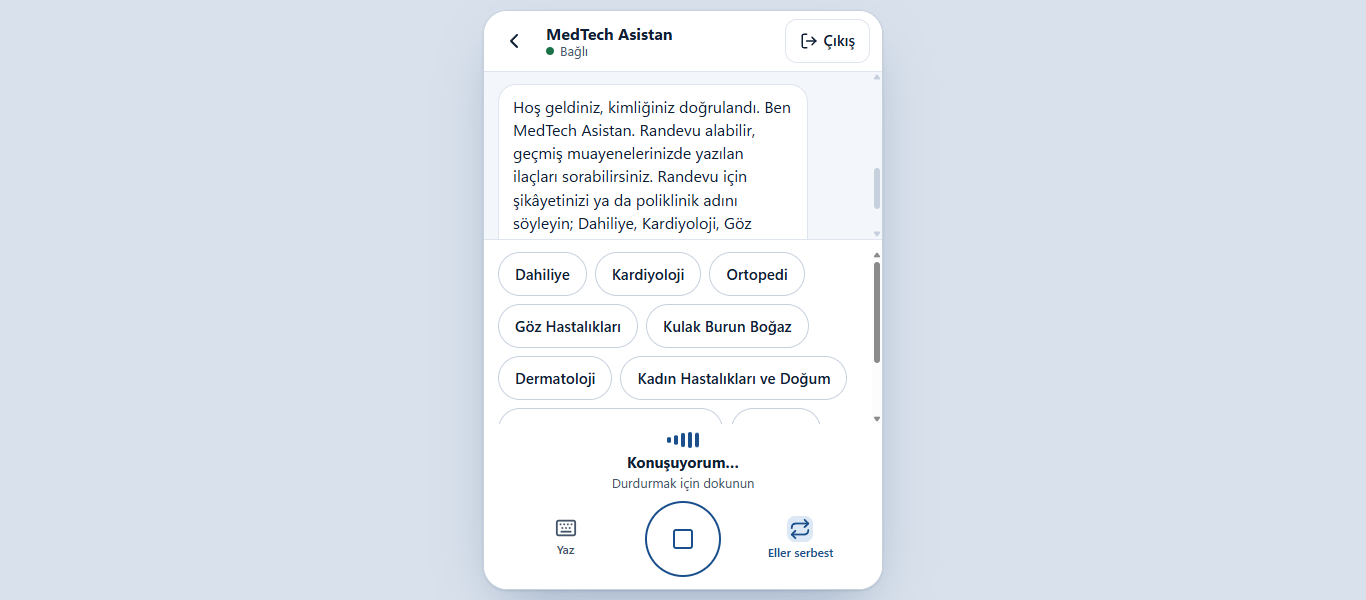 MedTech Asistan
Bağlı
Çıkış
Hoş geldiniz, kimliğiniz doğrulandı. Ben
MedTech Asistan. Randevu alabilir,
geçmiş muayenelerinizde yazılan
ilaçları sorabilirsiniz. Randevu için
şikâyetinizi ya da poliklinik adını
söyleyin; Dahiliye, Kardiyoloji, Göz
Dahiliye
Kardiyoloji
Ortopedi
Göz Hastalıkları
Kulak Burun Boğaz
Dermatoloji
Kadın Hastalıkları ve Doğum
Konuşuyorum...
Durdurmak için dokunun
Yaz
Eller serbest